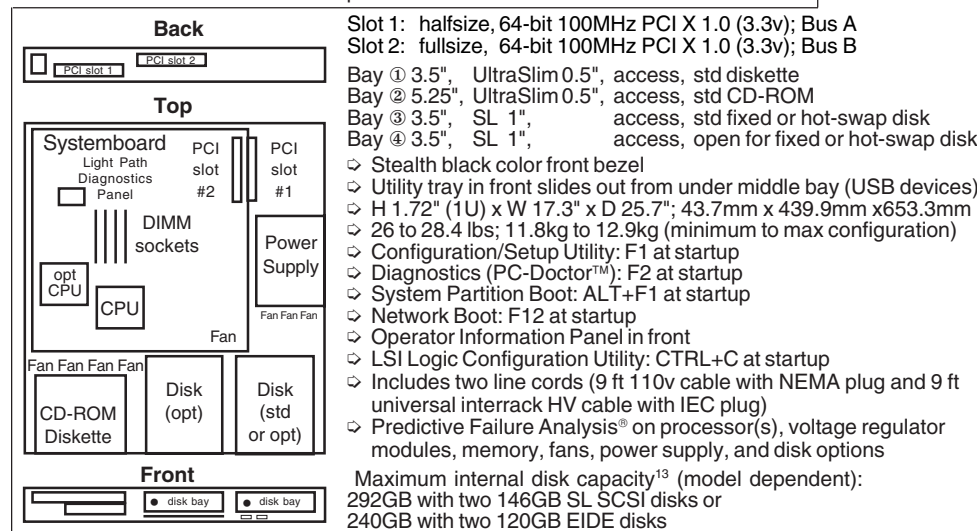 Back
PCI slot 1
PCI slot 2
Top
Systemboard
Light Path
Diagnostics
Panel
PCI
slot
#2
PCI
slot
#1
DIMM
sockets
Power
Supply
opt
CPU
CPU
Fan Fan Fan
Fan
Fan Fan Fan Fan
CD-ROM
Diskette
Disk
(opt)
Disk
(std
or opt)
Front
disk bay
disk bay
Slot 1: halfsize, 64-bit 100MHz PCI X 1.0 (3.3v); Bus A
Slot 2: fullsize, 64-bit 100MHz PCI X 1.0 (3.3v); Bus B
Bay ① 3.5", UltraSlim 0.5", access, std diskette
Bay ② 5.25", UltraSlim 0.5", access, std CD-ROM
Bay ③ 3.5", SL 1", access, std fixed or hot-swap disk
Bay ④ 3.5", SL 1", access, open for fixed or hot-swap disk
➭ Stealth black color front bezel
➭ Utility tray in front slides out from under middle bay (USB devices)
➭ H 1.72" (1U) x W 17.3" x D 25.7"; 43.7mm x 439.9mm x653.3mm
➭ 26 to 28.4 lbs; 11.8kg to 12.9kg (minimum to max configuration)
➭ Configuration/Setup Utility: F1 at startup
➭ Diagnostics (PC-Doctor™): F2 at startup
➭ System Partition Boot: ALT+F1 at startup
➭ Network Boot: F12 at startup
➭ Operator Information Panel in front
➭ LSI Logic Configuration Utility: CTRL+C at startup
➭ Includes two line cords (9 ft 110v cable with NEMA plug and 9 ft
universal interrack HV cable with IEC plug)
➭ Predictive Failure Analysis® on processor(s), voltage regulator
modules, memory, fans, power supply, and disk options
Maximum internal disk capacity¹³ (model dependent):
292GB with two 146GB SL SCSI disks or
240GB with two 120GB EIDE disks